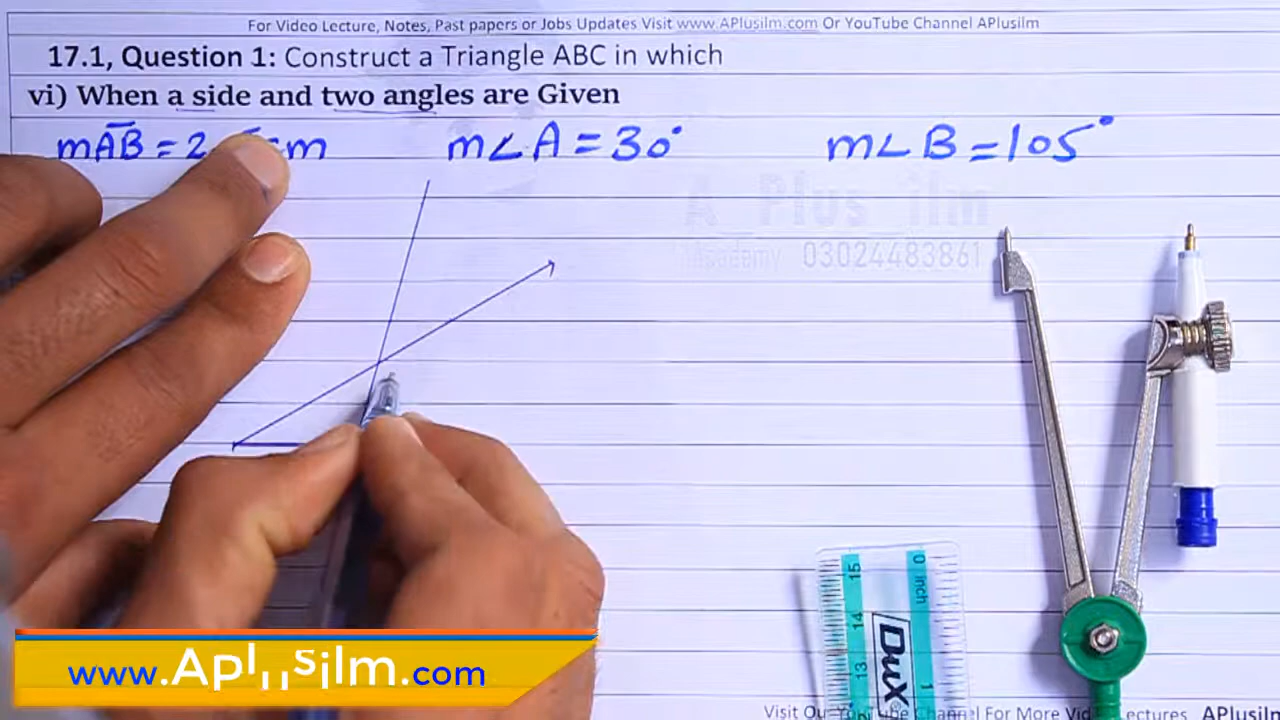 For Video Lecture, Notes, Past papers or Jobs Updates Visit www.APlusilm.com Or YouTube Channel APlusilm
17.1, Question 1: Construct a Triangle ABC in which
vi) When a side and two angles are Given
mAB = 2 cm m∠A = 30° m∠B = 105°
A Plus ilm
Academy 03024483861
0 inch 1
15 14 13
DUX
www.Aplusilm.com
Visit Our YouTube Channel For More Video Lectures APlusilm